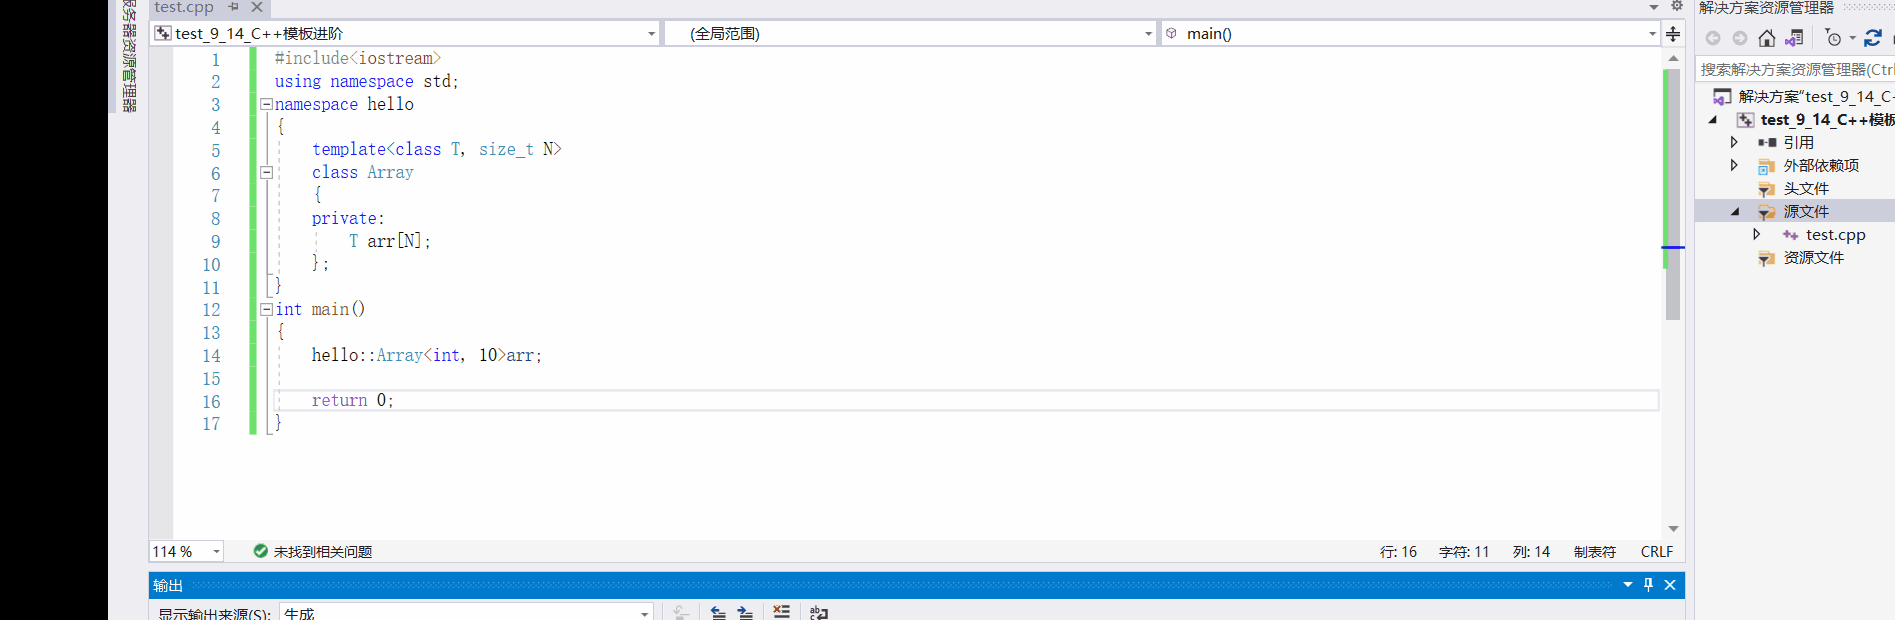 服务器资源管理器
test.cpp
test_9_14_C++模板进阶
(全局范围)
main()
1 #include<iostream>
2 using namespace std;
3 namespace hello
4 {
5 template<class T, size_t N>
6 class Array
7 {
8 private:
9 T arr[N];
10 };
11 }
12 int main()
13 {
14 hello::Array<int, 10>arr;
15
16 return 0;
17 }
114 %
未找到相关问题
行: 16 字符: 11 列: 14 制表符 CRLF
输出
显示输出来源(S): 生成
解决方案资源管理器
搜索解决方案资源管理器(Ctrl
解决方案"test_9_14_C+
test_9_14_C++模板
引用
外部依赖项
头文件
源文件
test.cpp
资源文件